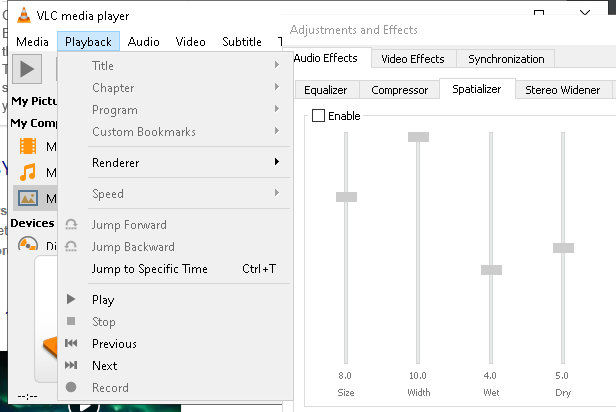 VLC media player
Media Playback Audio Video Subtitle T
Title
Chapter
Program
Custom Bookmarks
Renderer
Speed
Jump Forward
Jump Backward
Jump to Specific Time Ctrl+T
Play
Stop
Previous
Next
Record
My Pictu
My Comp
M
M
M
Devices
Di
--:--
Adjustments and Effects
Audio Effects Video Effects Synchronization
Equalizer Compressor Spatializer Stereo Widener
Enable
8.0 10.0 4.0 5.0
Size Width Wet Dry